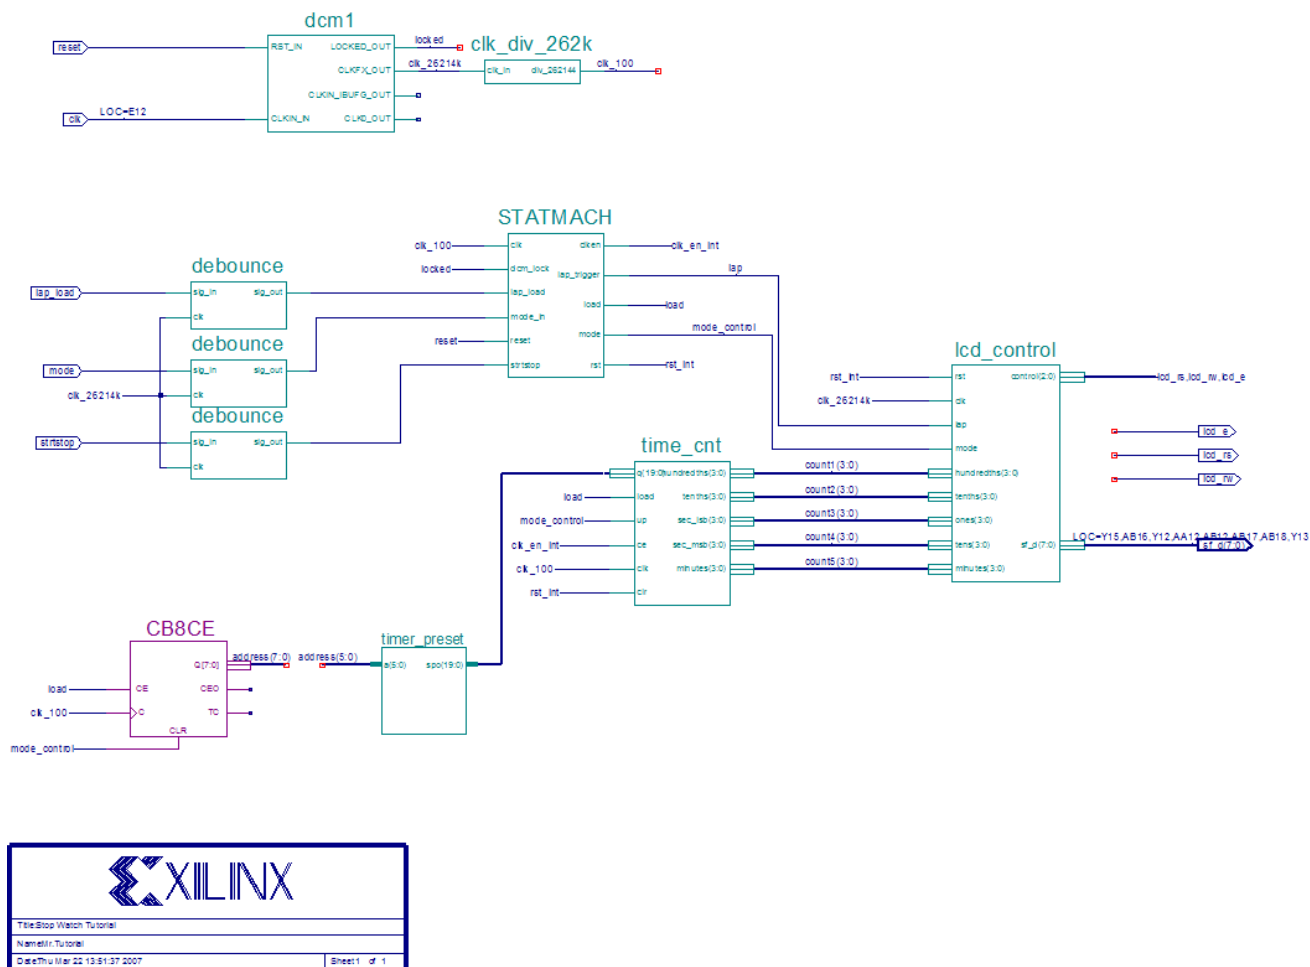 dcm1
reset
RST_IN
LOCKED_OUT
locked
clk_div_262k
CLKFX_OUT
clk_26214k
clk_in
div_262144
clk_100
CLKIN_IBUFG_OUT
clk
LOC=E12
CLKIN_IN
CLK0_OUT
STATMACH
clk_100
clk
clken
clk_en_int
locked
dcm_lock
lap_trigger
lap
debounce
lap_load
sig_in
sig_out
lap_load
load
load
clk
mode_in
mode
mode_control
debounce
reset
reset
mode
sig_in
sig_out
strtstop
rst
rst_int
clk_26214k
clk
debounce
strtstop
sig_in
sig_out
clk
lcd_control
rst_int
rst
control(2:0)
lcd_rs,lcd_rw,lcd_e
clk_26214k
clk
lap
lcd_e
mode
lcd_rs
time_cnt
q(19:0)
hundredths(3:0)
count1(3:0)
hundredths(3:0)
lcd_rw
load
load
tenths(3:0)
count2(3:0)
tenths(3:0)
mode_control
up
sec_lsb(3:0)
count3(3:0)
ones(3:0)
clk_en_int
ce
sec_msb(3:0)
count4(3:0)
tens(3:0)
sf_d(7:0)
LOC=Y15,AB16,Y12,AA12,AB12,AB17,AB18,Y13
sf_d(7:0)
clk_100
clk
minutes(3:0)
count5(3:0)
minutes(3:0)
rst_int
clr
CB8CE
timer_preset
Q[7:0]
address(7:0)
address(5:0)
a(5:0)
spo(19:0)
load
CE
CEO
clk_100
C
TC
CLR
mode_control
XILINX
Title:Stop Watch Tutorial
Name:Mr.Tutorial
Date:Thu Mar 22 13:51:37 2007
Sheet 1 of 1